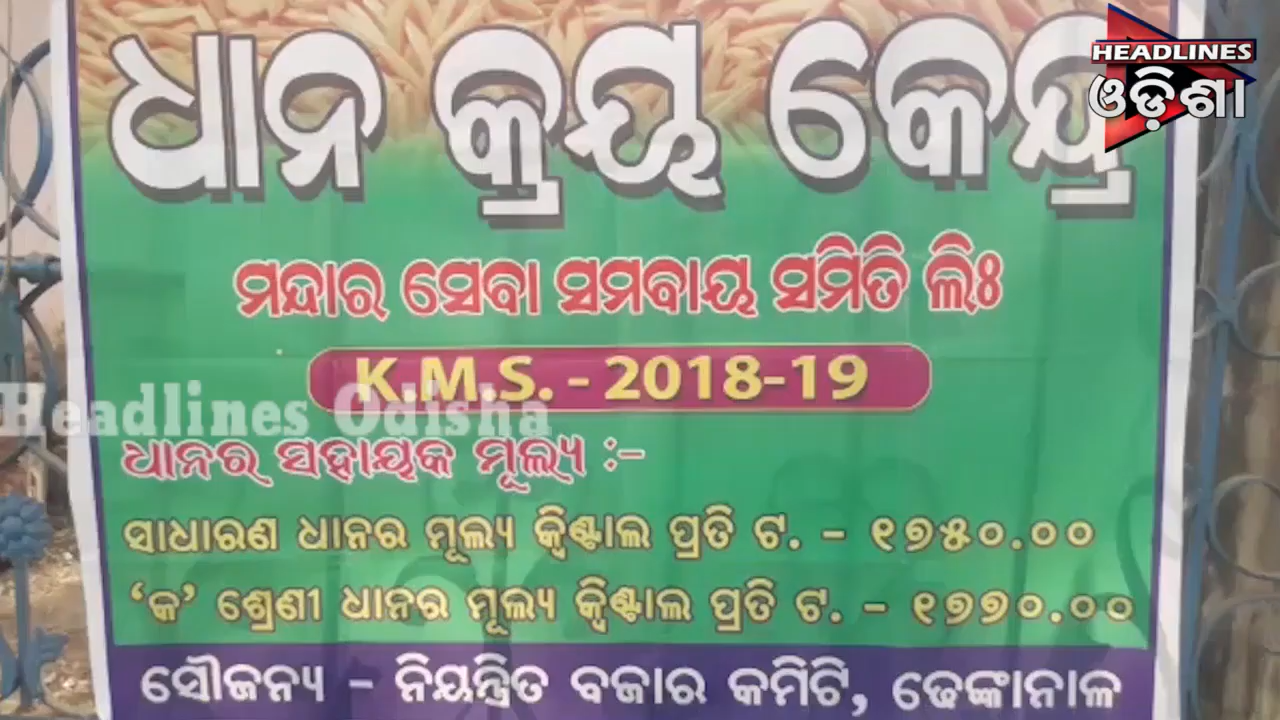 HEADLINES
ଓଡ଼ିଶା
ଧାନ କ୍ରୟ କେନ୍ଦ୍ର
ମନ୍ଦାର ସେବା ସମବାୟ ସମିତି ଲିଃ
K.M.S. - 2018-19
Headlines Odisha
ଧାନର ସହାୟକ ମୂଲ୍ୟ :-
ସାଧାରଣ ଧାନର ମୂଲ୍ୟ କ୍ୱିଣ୍ଟାଲ ପ୍ରତି ଟ. - ୧୭୫୦.୦୦
‘କ’ ଶ୍ରେଣୀ ଧାନର ମୂଲ୍ୟ କ୍ୱିଣ୍ଟାଲ ପ୍ରତି ଟ. - ୧୭୭୦.୦୦
ସୌଜନ୍ୟ - ନିୟନ୍ତ୍ରିତ ବଜାର କମିଟି, ଢେଙ୍କାନାଳ